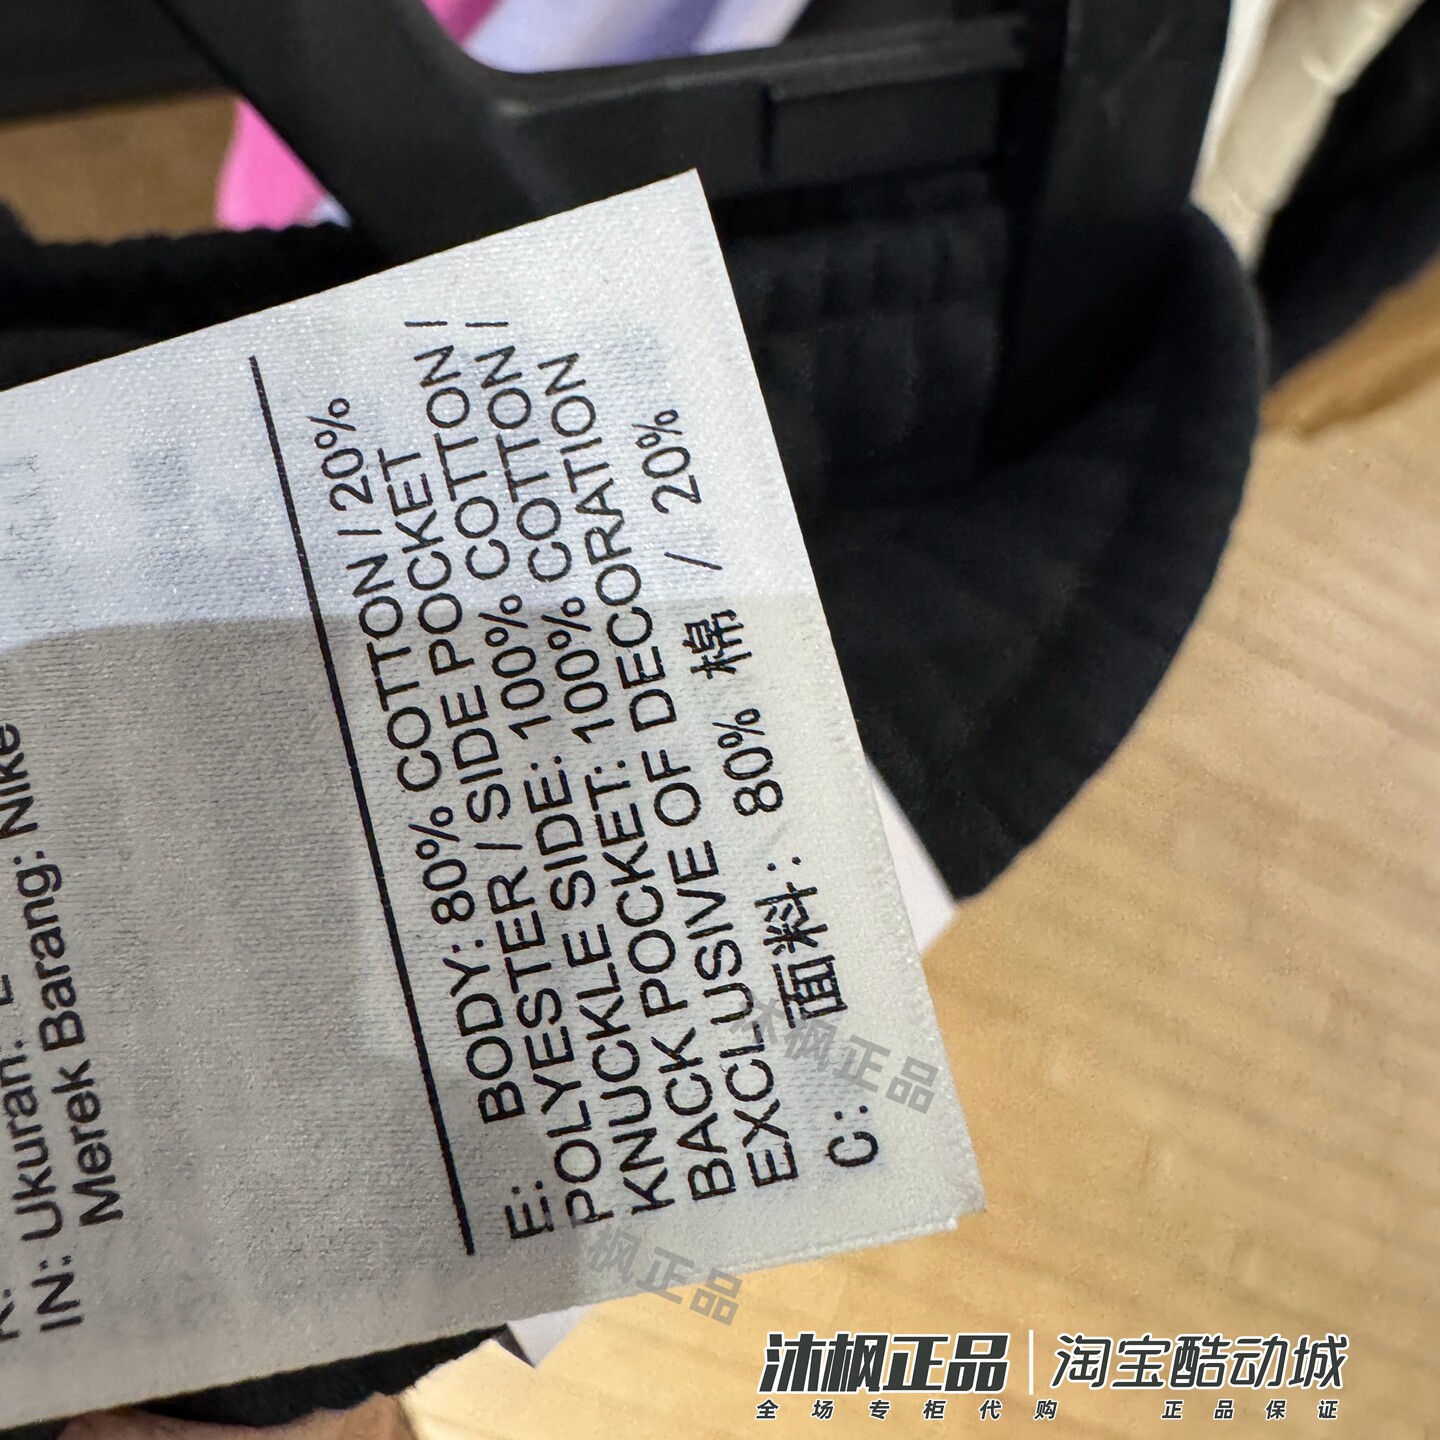 IN: Ukuran: L
Merek Barang: Nike
E: BODY: 80% COTTON / 20%
POLYESTER / SIDE POCKET
KNUCKLE SIDE: 100% COTTON /
BACK POCKET: 100% COTTON /
EXCLUSIVE OF DECORATION
C: 面料: 80% 棉 / 20%
沐枫正品
枫正品
沐枫正品 | 淘宝酷动城
全场专柜代购 正品保证